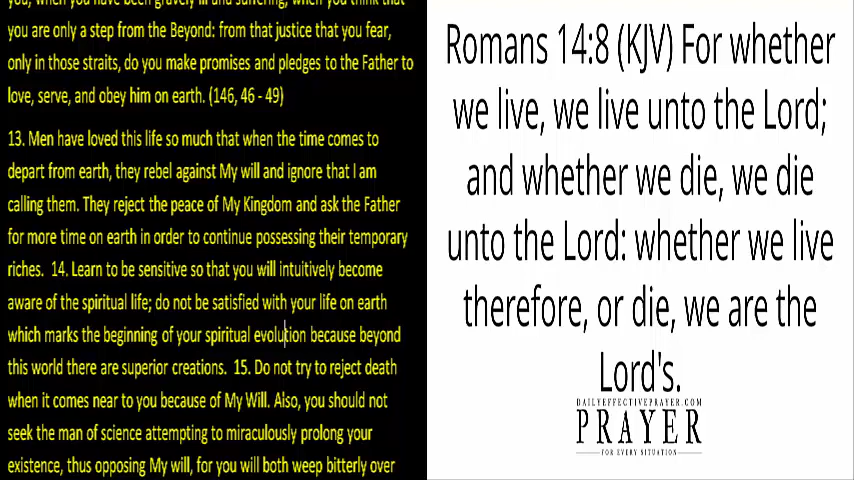 you, when you have been gravely ill and suffering, when you think that
you are only a step from the Beyond: from that justice that you fear,
only in those straits, do you make promises and pledges to the Father to
love, serve, and obey him on earth. (146, 46 - 49)
13. Men have loved this life so much that when the time comes to
depart from earth, they rebel against My will and ignore that I am
calling them. They reject the peace of My Kingdom and ask the Father
for more time on earth in order to continue possessing their temporary
riches. 14. Learn to be sensitive so that you will intuitively become
aware of the spiritual life; do not be satisfied with your life on earth
which marks the beginning of your spiritual evolution because beyond
this world there are superior creations. 15. Do not try to reject death
when it comes near to you because of My Will. Also, you should not
seek the man of science attempting to miraculously prolong your
existence, thus opposing My will, for you will both weep bitterly over
Romans 14:8 (KJV) For whether
we live, we live unto the Lord;
and whether we die, we die
unto the Lord: whether we live
therefore, or die, we are the
Lord's.
DAILYEFFECTIVEPRAYER.COM
PRAYER
FOR EVERY SITUATION